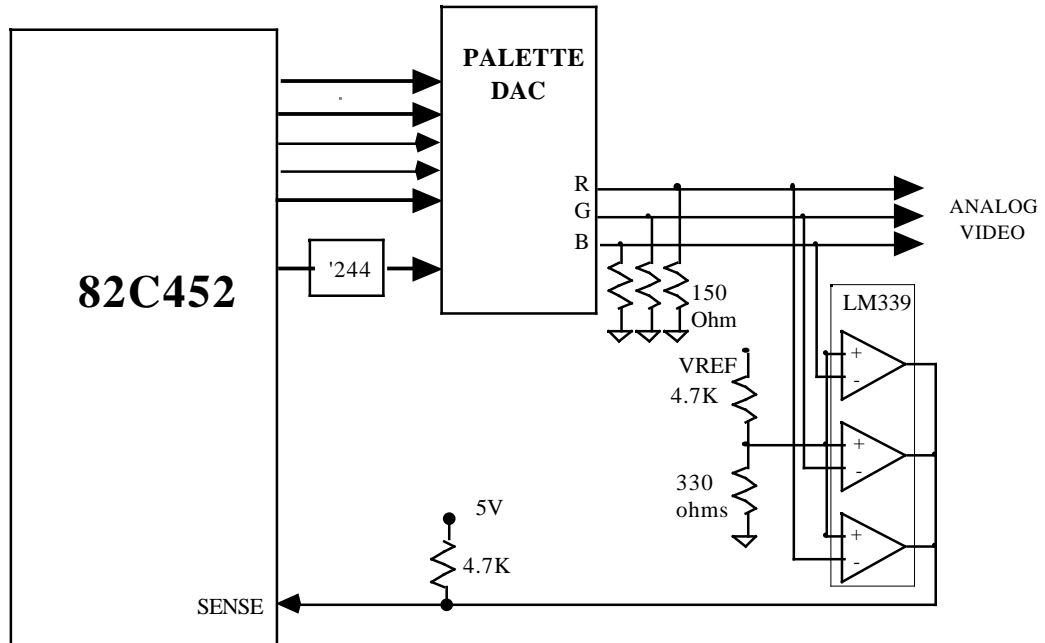 PALETTE
DAC
R
G
B
ANALOG
VIDEO
'244
82C452
150
Ohm
LM339
VREF
4.7K
+
-
+
-
330
ohms
5V
+
-
4.7K
SENSE